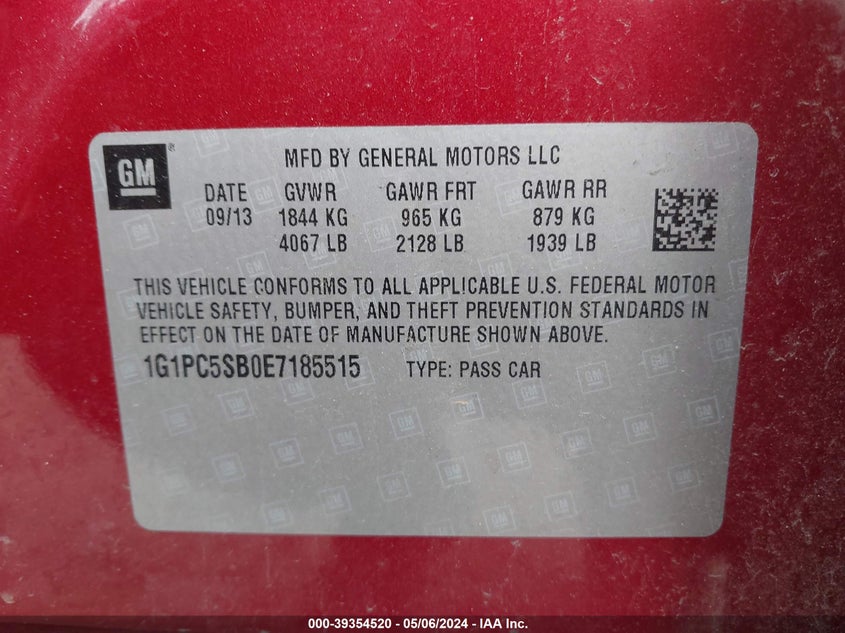 GM ®
MFD BY GENERAL MOTORS LLC
DATE GVWR GAWR FRT GAWR RR
09/13 1844 KG 965 KG 879 KG
4067 LB 2128 LB 1939 LB
THIS VEHICLE CONFORMS TO ALL APPLICABLE U.S. FEDERAL MOTOR
VEHICLE SAFETY, BUMPER, AND THEFT PREVENTION STANDARDS IN
EFFECT ON THE DATE OF MANUFACTURE SHOWN ABOVE.
1G1PC5SB0E7185515 TYPE: PASS CAR
000-39354520 - 05/06/2024 - IAA Inc.